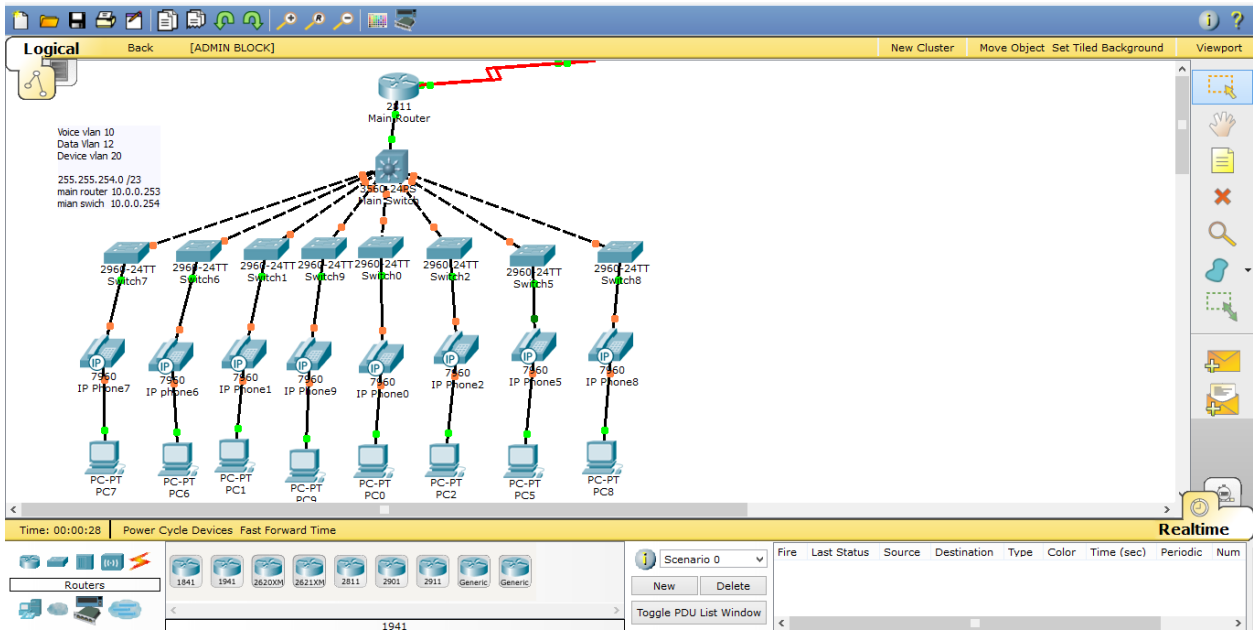 Logical Back [ADMIN BLOCK] New Cluster Move Object Set Tiled Background Viewport
2811
Main Router
Voice vlan 10
Data Vlan 12
Device vlan 20
255.255.254.0 /23
main router 10.0.0.253
mian swich 10.0.0.254
3560-24PS
Main Switch
2960-24TT
Switch7
2960-24TT
Switch6
2960-24TT
Switch1
2960-24TT
Switch9
2960-24TT
Switch0
2960-24TT
Switch2
2960-24TT
Switch5
2960-24TT
Switch8
IP
7960
IP Phone7
IP
7960
IP phone6
IP
7960
IP Phone1
IP
7960
IP Phone9
IP
7960
IP Phone0
IP
7960
IP Phone2
IP
7960
IP Phone5
IP
7960
IP Phone8
PC-PT
PC7
PC-PT
PC6
PC-PT
PC1
PC-PT
PC9
PC-PT
PC0
PC-PT
PC2
PC-PT
PC5
PC-PT
PC8
Time: 00:00:28 Power Cycle Devices Fast Forward Time Realtime
Routers
1841 1941 2620XM 2621XM 2811 2901 2911 Generic Generic
1941
Scenario 0
New Delete
Toggle PDU List Window
Fire Last Status Source Destination Type Color Time (sec) Periodic Num